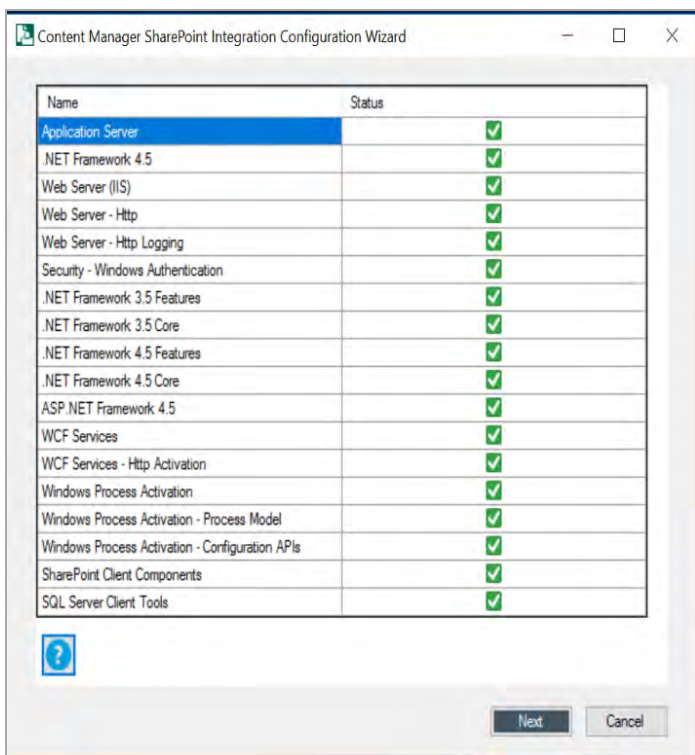 Content Manager SharePoint Integration Configuration Wizard
Name Status
Application Server
.NET Framework 4.5
Web Server (IIS)
Web Server - Http
Web Server - Http Logging
Security - Windows Authentication
.NET Framework 3.5 Features
.NET Framework 3.5 Core
.NET Framework 4.5 Features
.NET Framework 4.5 Core
ASP.NET Framework 4.5
WCF Services
WCF Services - Http Activation
Windows Process Activation
Windows Process Activation - Process Model
Windows Process Activation - Configuration APIs
SharePoint Client Components
SQL Server Client Tools
?
Next Cancel